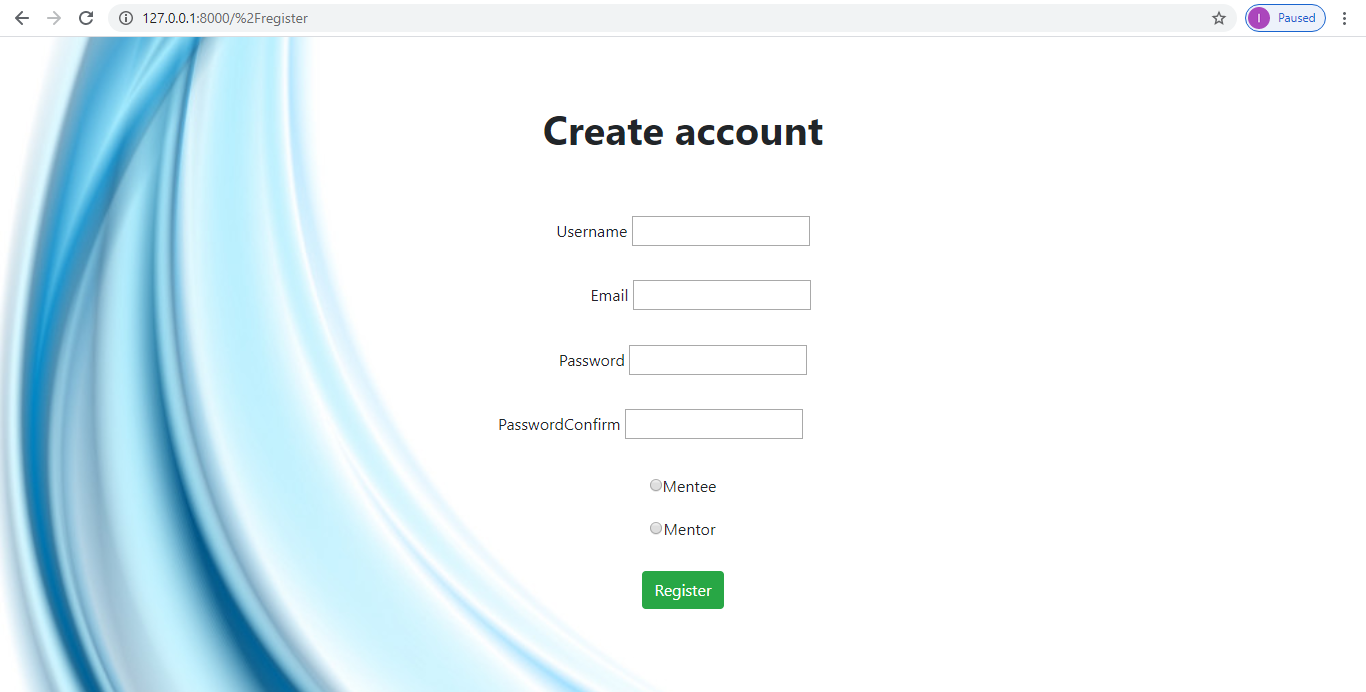 127.0.0.1:8000/%2Fregister
I Paused
Create account
Username
Email
Password
PasswordConfirm
Mentee
Mentor
Register